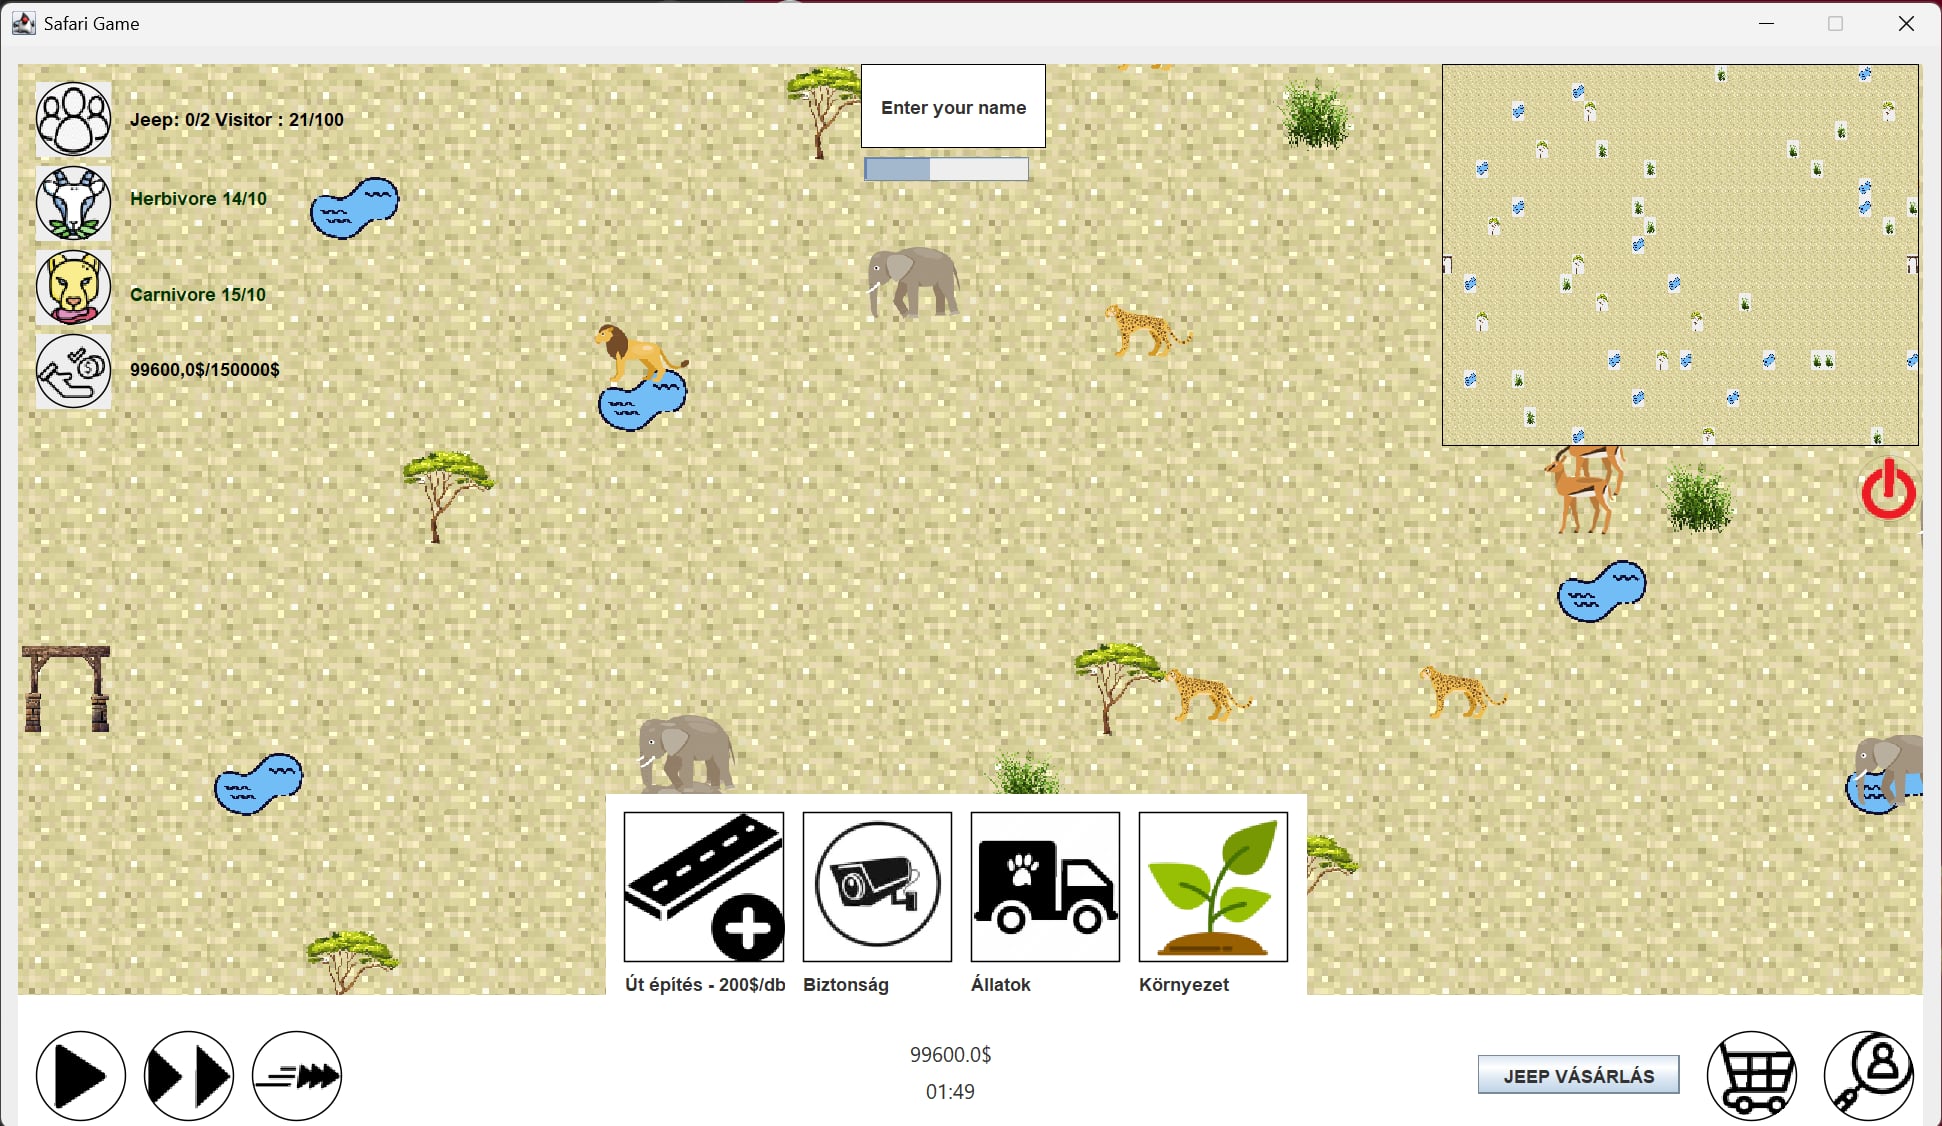 Safari Game
Enter your name
Jeep: 0/2 Visitor : 21/100
Herbivore 14/10
Carnivore 15/10
99600,0$/150000$
Út építés - 200$/db
Biztonság
Állatok
Környezet
99600.0$
01:49
JEEP VÁSÁRLÁS